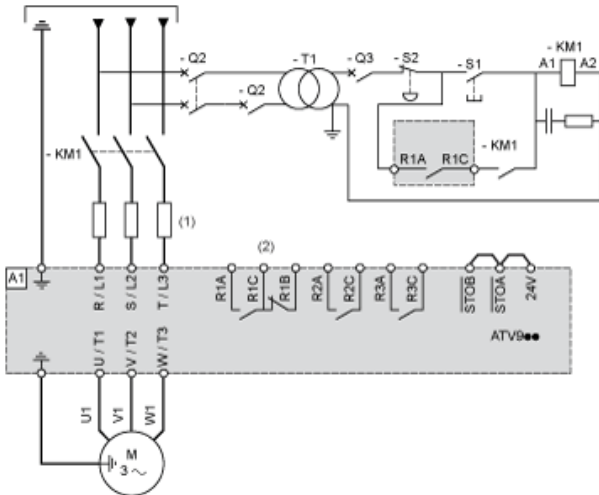 - Q2
- T1
- Q3
- S2
- S1
- KM1
A1
A2
- Q2
- KM1
R1A
R1C
- KM1
(1)
(2)
A1
R / L1
S / L2
T / L3
R1A
R1C
R1B
R2A
R2C
R3A
R3C
STOB
STOA
24V
ATV9●●
U / T1
V / T2
W / T3
U1
V1
W1
M
3 ~